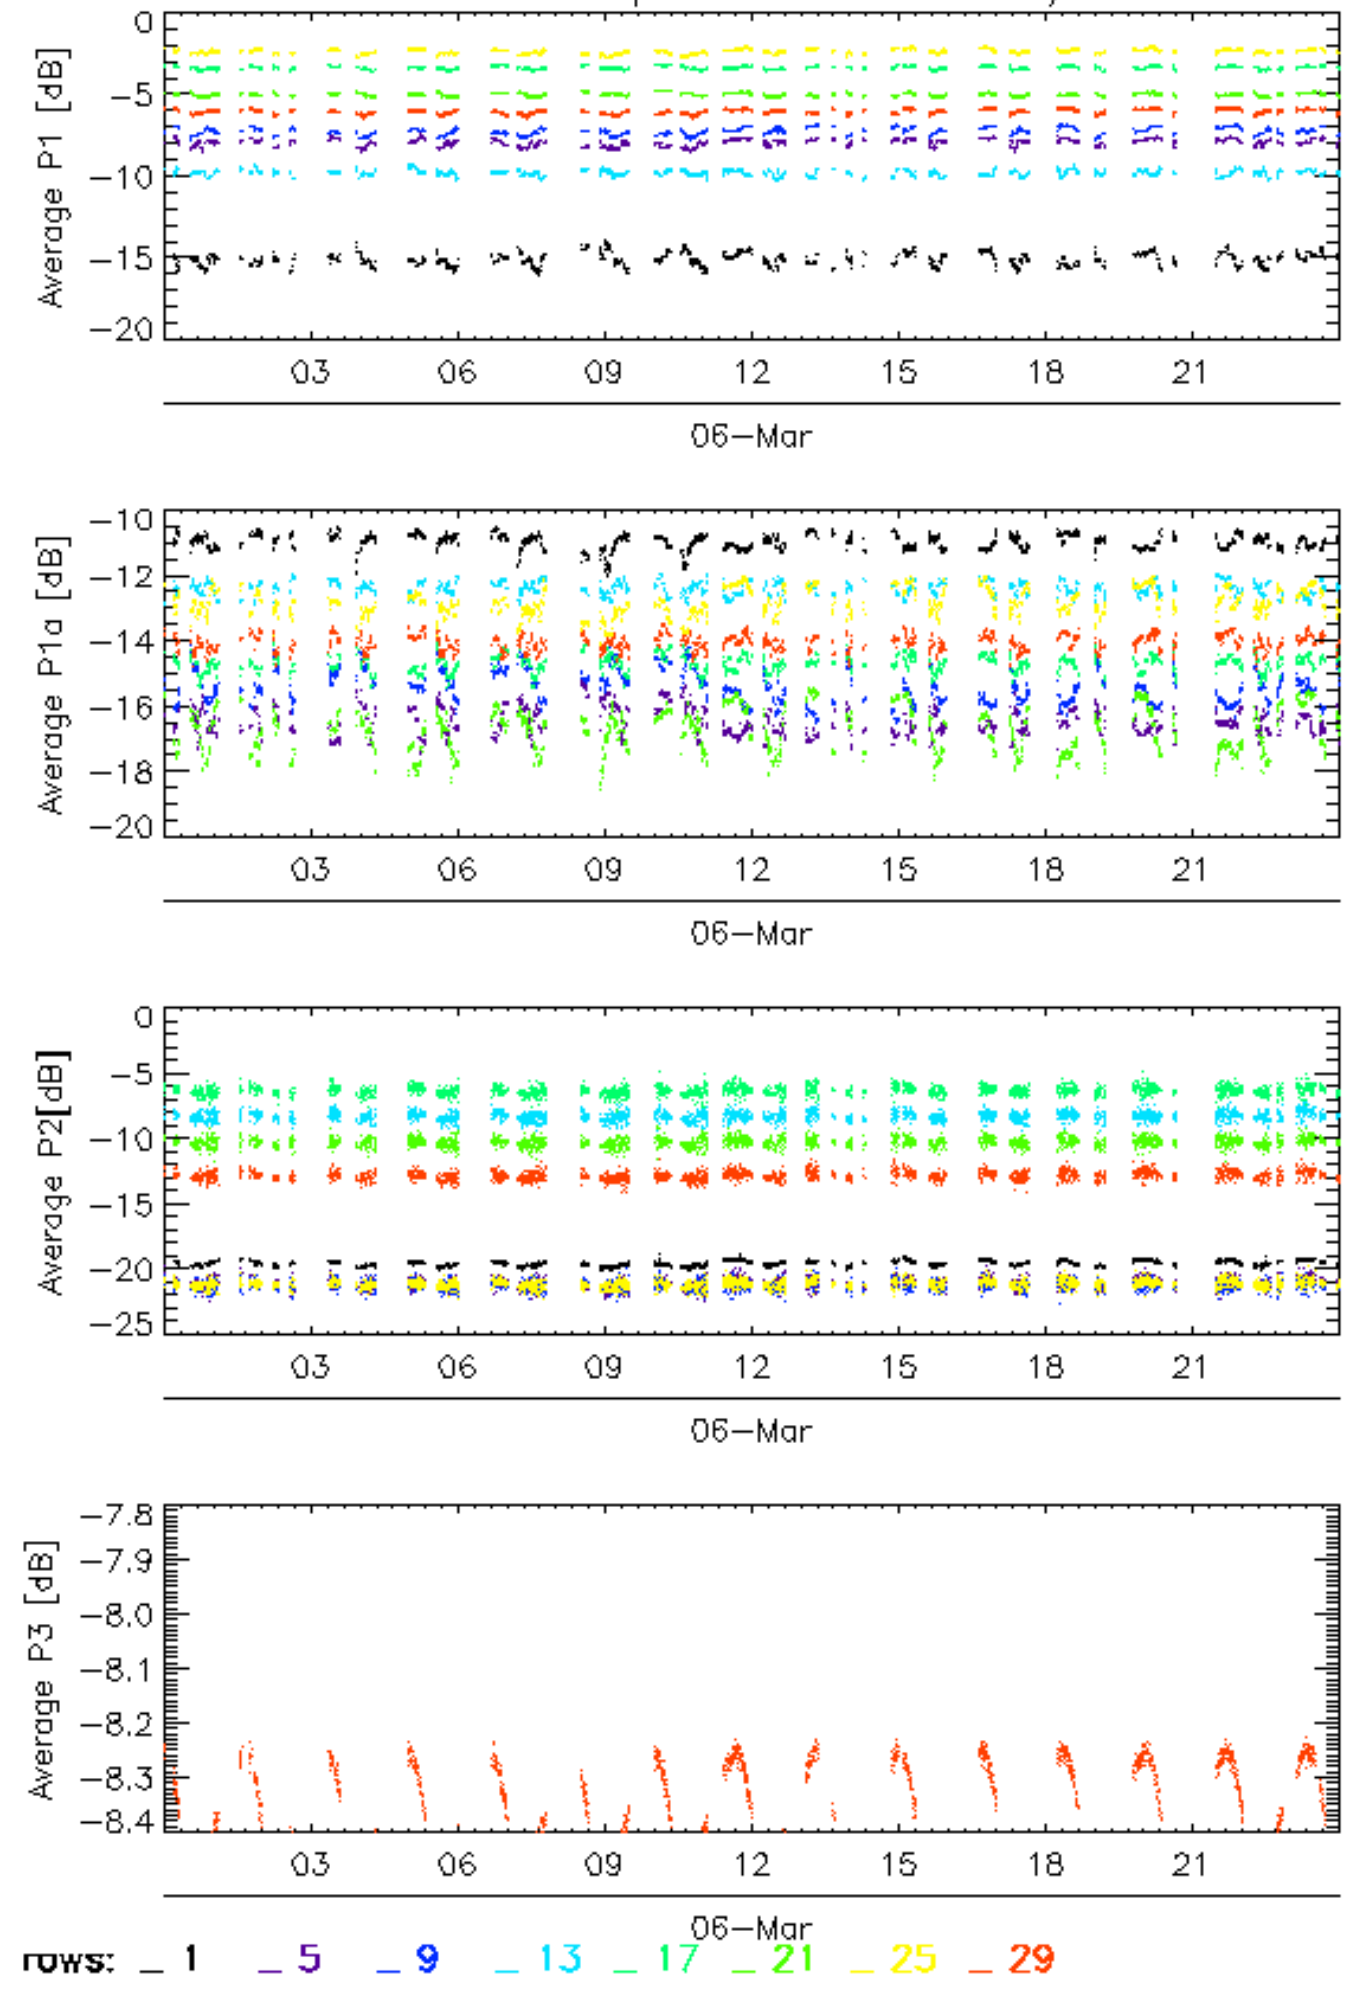 0
−5
−10
−15
−20
Average P1 [dB]
03 06 09 12 15 18 21
06−Mar
−10
−12
−14
−16
−18
−20
Average P1a [dB]
03 06 09 12 15 18 21
06−Mar
0
−5
−10
−15
−20
−25
Average P2[dB]
03 06 09 12 15 18 21
06−Mar
−7.8
−7.9
−8.0
−8.1
−8.2
−8.3
−8.4
Average P3 [dB]
03 06 09 12 15 18 21
06−Mar
rows: _ 1 _ 5 _ 9 _ 13 _ 17 _ 21 _ 25 _ 29